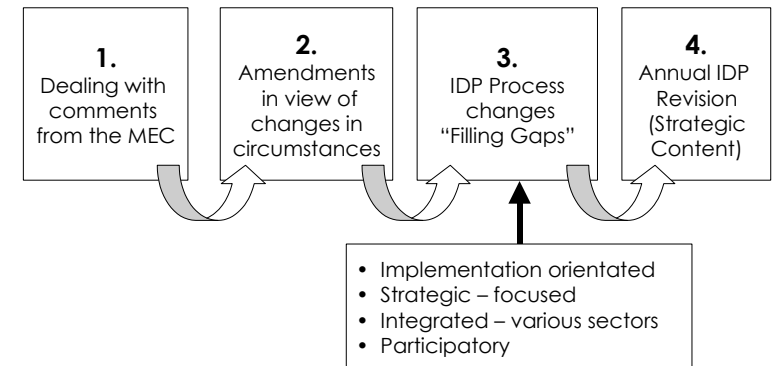 1.
Dealing with
comments
from the MEC
2.
Amendments
in view of
changes in
circumstances
3.
IDP Process
changes
“Filling Gaps”
4.
Annual IDP
Revision
(Strategic
Content)
• Implementation orientated
• Strategic – focused
• Integrated – various sectors
• Participatory